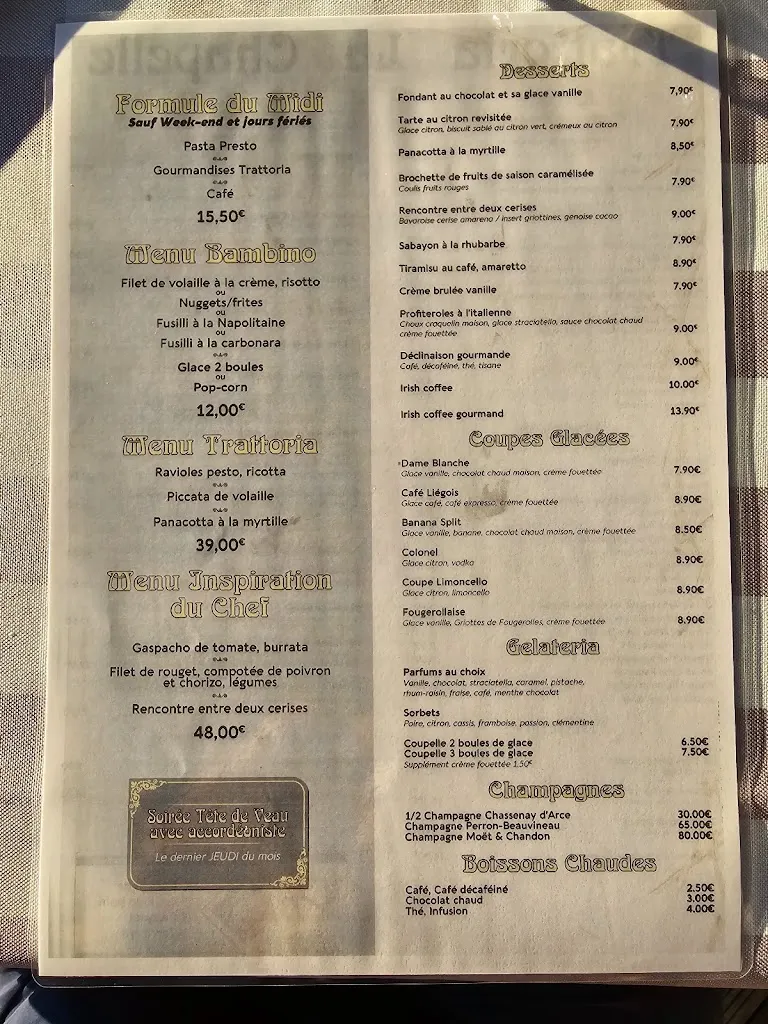 Formule du Midi
Sauf Week-end et jours fériés
Pasta Presto
Gourmandises Trattoria
Café
15,50€
Menu Bambino
Filet de volaille à la crème, risotto
ou
Nuggets/frites
ou
Fusilli à la Napolitaine
ou
Fusilli à la carbonara
Glace 2 boules
ou
Pop-corn
12,00€
Menu Trattoria
Ravioles pesto, ricotta
Piccata de volaille
Panacotta à la myrtille
39,00€
Menu Inspiration
du Chef
Gaspacho de tomate, burrata
Filet de rouget, compotée de poivron
et chorizo, légumes
Rencontre entre deux cerises
48,00€
Soirée Tête de Veau
avec accordéoniste
Le dernier JEUDI du mois
Desserts
Fondant au chocolat et sa glace vanille 7,90€
Tarte au citron revisitée 7.90€
Glace citron, biscuit sablé au citron vert, crémeux au citron
Panacotta à la myrtille 8,50€
Brochette de fruits de saison caramélisée 7.90€
Coulis fruits rouges
Rencontre entre deux cerises 9.00€
Bavaroise cerise amarena / insert griottines, genoise cacao
Sabayon à la rhubarbe 7.90€
Tiramisu au café, amaretto 8.90€
Crème brulée vanille 7.90€
Profiteroles à l'italienne
Choux craquelin maison, glace straciatella, sauce chocolat chaud
crème fouettée 9.00€
Déclinaison gourmande 9.00€
Café, décaféiné, thé, tisane
Irish coffee 10.00€
Irish coffee gourmand 13.90€
Coupes Glacées
Dame Blanche 7.90€
Glace vanille, chocolat chaud maison, crème fouettée
Café Liégois 8.90€
Glace café, café expresso, crème fouettée
Banana Split 8.50€
Glace vanille, banane, chocolat chaud maison, crème fouettée
Colonel 8.90€
Glace citron, vodka
Coupe Limoncello 8.90€
Glace citron, limoncello
Fougerollaise 8.90€
Glace vanille, Griottes de Fougerolles, crème fouettée
Gelateria
Parfums au choix
Vanille, chocolat, straciatella, caramel, pistache,
rhum-raisin, fraise, café, menthe chocolat
Sorbets
Poire, citron, cassis, framboise, passion, clémentine
Coupelle 2 boules de glace 6.50€
Coupelle 3 boules de glace 7.50€
Supplément crème fouettée 1,50€
Champagnes
1/2 Champagne Chassenay d'Arce 30.00€
Champagne Perron-Beauvineau 65.00€
Champagne Moët & Chandon 80.00€
Boissons Chaudes
Café, Café décaféiné 2.50€
Chocolat chaud 3.00€
Thé, Infusion 4.00€